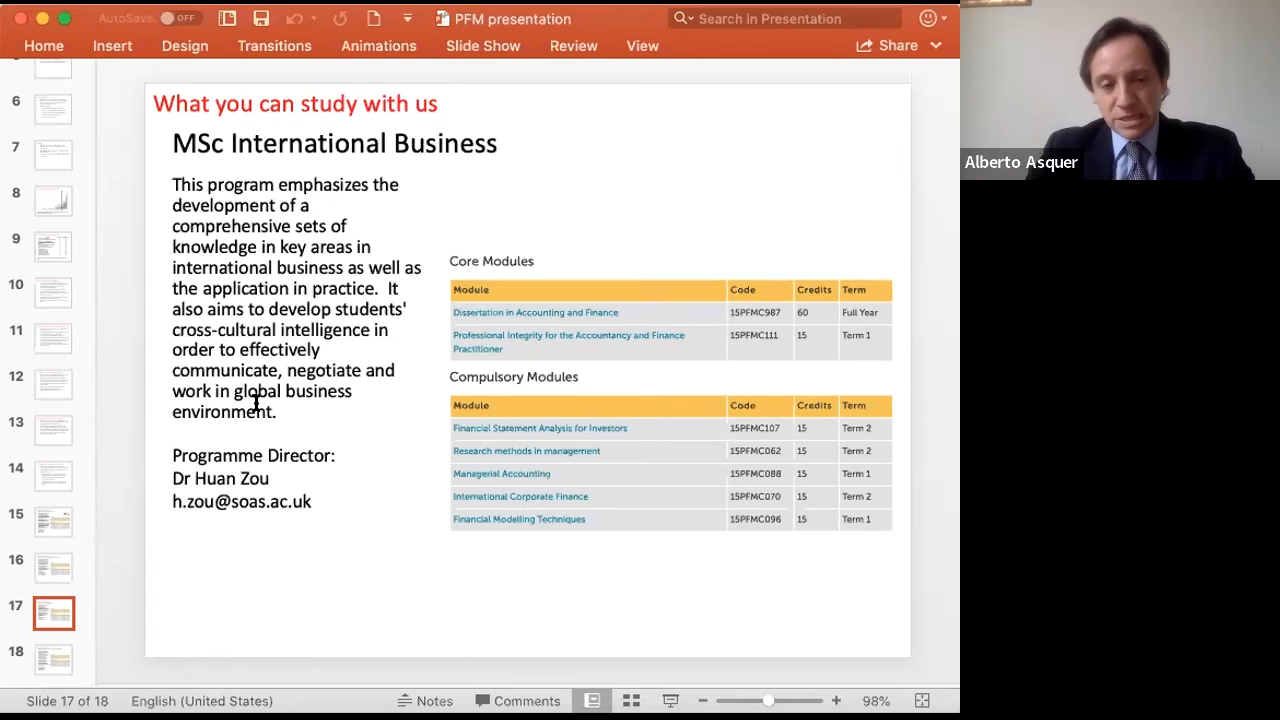 AutoSave OFF PFM presentation Search in Presentation
Home Insert Design Transitions Animations Slide Show Review View Share
6
7
8
9
10
11
12
13
14
15
16
17
18
What you can study with us
MSc International Business
This program emphasizes the
development of a
comprehensive sets of
knowledge in key areas in
international business as well as
the application in practice. It
also aims to develop students'
cross-cultural intelligence in
order to effectively
communicate, negotiate and
work in global business
environment.
Programme Director:
Dr Huan Zou
h.zou@soas.ac.uk
Core Modules
Module Code Credits Term
Dissertation in Accounting and Finance 15PFMC987 60 Full Year
Professional Integrity for the Accountancy and Finance 15PFMC111 15 Term 1
Practitioner
Compulsory Modules
Module Code Credits Term
Financial Statement Analysis for Investors 15PFMC107 15 Term 2
Research methods in management 15PFMC062 15 Term 2
Managerial Accounting 15PFMC088 15 Term 1
International Corporate Finance 15PFMC070 15 Term 2
Financial Modelling Techniques 15PFMC096 15 Term 1
Alberto Asquer
Slide 17 of 18 English (United States) Notes Comments 98%